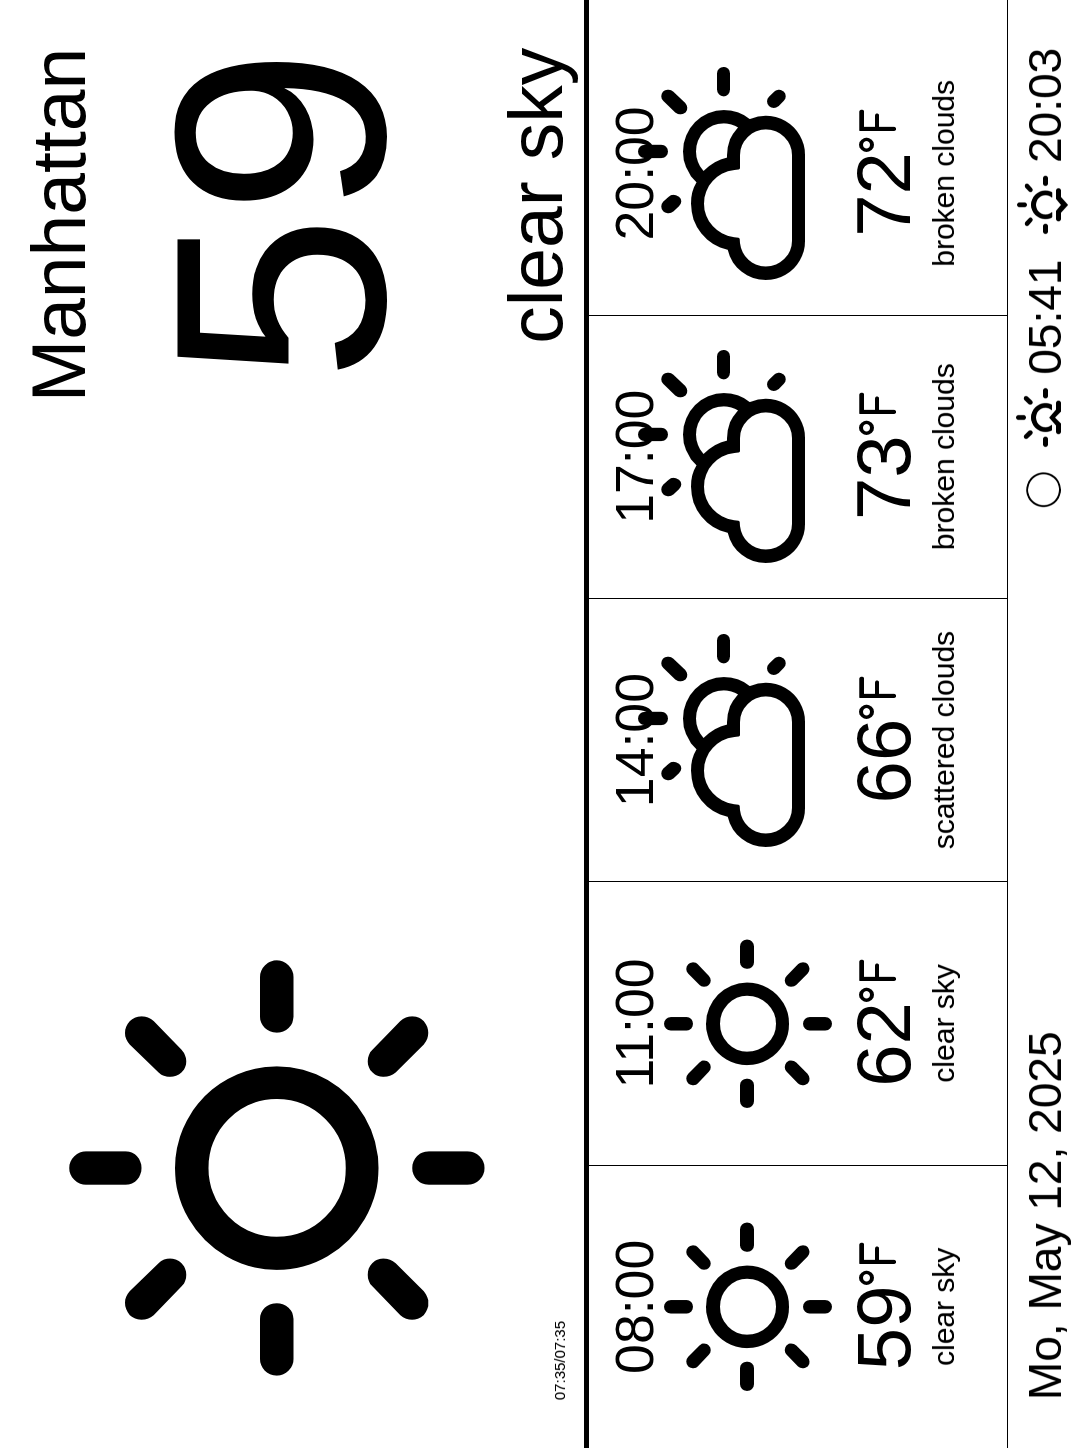 Manhattan
59
clear sky
07:35/07:35
08:00
59°F
clear sky
11:00
62°F
clear sky
14:00
66°F
scattered clouds
17:00
73°F
broken clouds
20:00
72°F
broken clouds
Mo, May 12, 2025
05:41
20:03